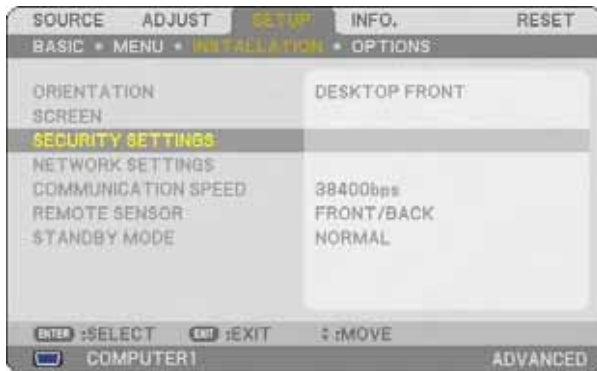 SOURCE ADJUST SETUP INFO. RESET
BASIC • MENU • INSTALLATION • OPTIONS
ORIENTATION DESKTOP FRONT
SCREEN
SECURITY SETTINGS
NETWORK SETTINGS
COMMUNICATION SPEED 38400bps
REMOTE SENSOR FRONT/BACK
STANDBY MODE NORMAL
ENTER :SELECT EXIT :EXIT ↕ :MOVE
COMPUTER1 ADVANCED